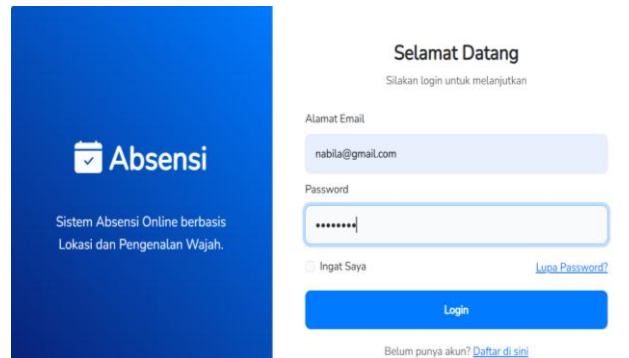 Absensi
Sistem Absensi Online berbasis
Lokasi dan Pengenalan Wajah.
Selamat Datang
Silakan login untuk melanjutkan
Alamat Email
nabila@gmail.com
Password
••••••••
Ingat Saya
Lupa Password?
Login
Belum punya akun? Daftar di sini